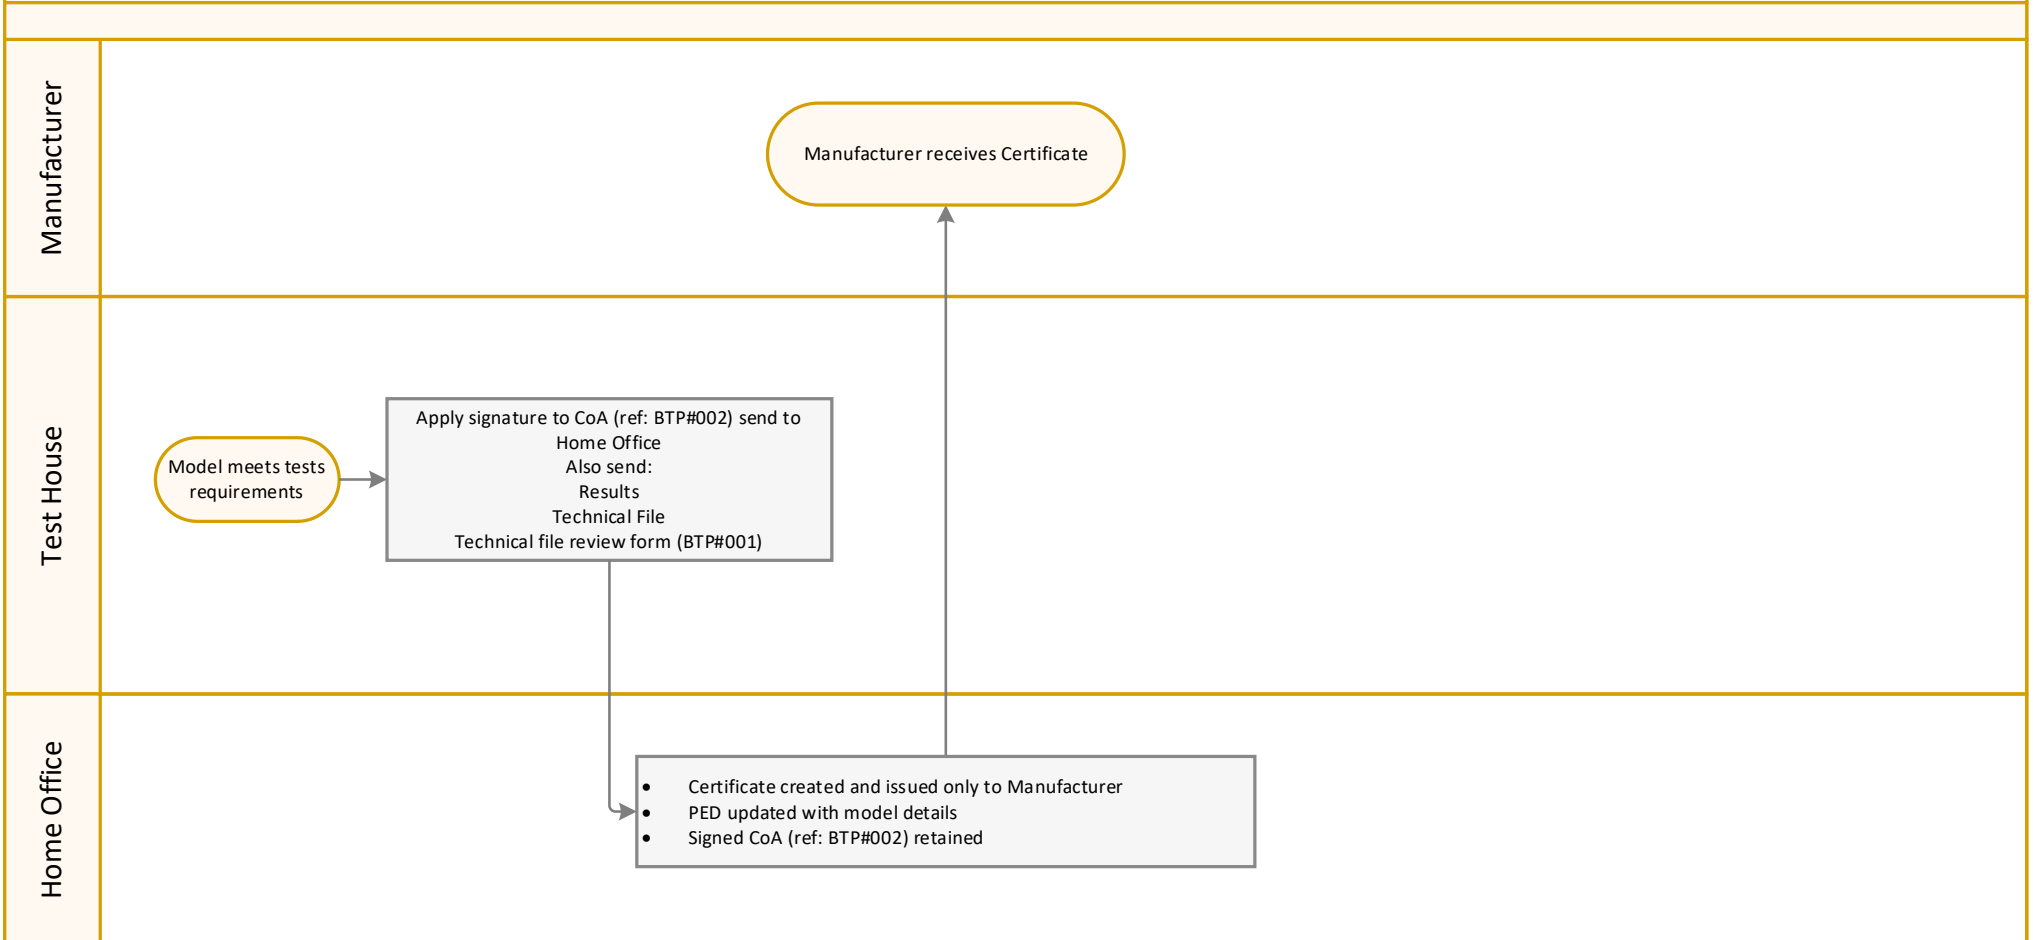 Manufacturer
Manufacturer receives Certificate
Test House
Model meets tests
requirements
Apply signature to CoA (ref: BTP#002) send to
Home Office
Also send:
Results
Technical File
Technical file review form (BTP#001)
Home Office
• Certificate created and issued only to Manufacturer
• PED updated with model details
• Signed CoA (ref: BTP#002) retained